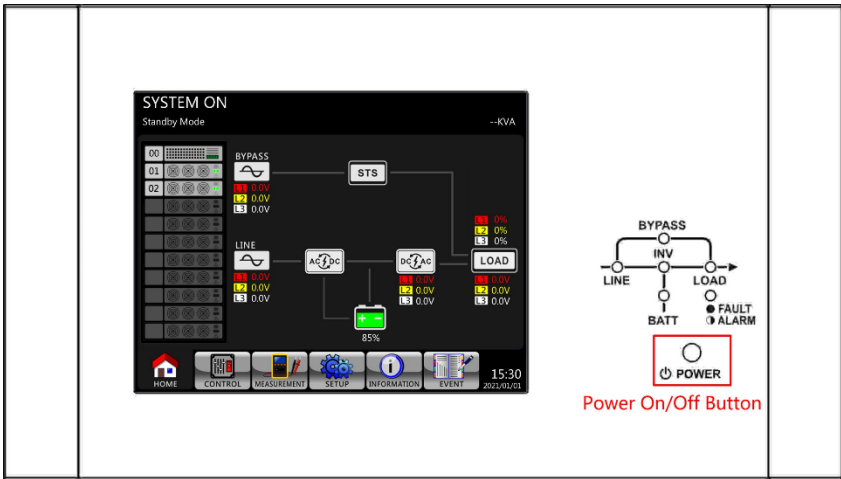 SYSTEM ON
Standby Mode
--KVA
00
01
02
BYPASS
L1 0.0V
L2 0.0V
L3 0.0V
STS
L1 0%
L2 0%
L3 0%
LINE
AC DC
DC AC
LOAD
L1 0.0V
L2 0.0V
L3 0.0V
L1 0.0V
L2 0.0V
L3 0.0V
L1 0.0V
L2 0.0V
L3 0.0V
+ -
85%
HOME
CONTROL
MEASUREMENT
SETUP
INFORMATION
EVENT
15:30
2021/01/01
BYPASS
INV
LINE
LOAD
BATT
FAULT
ALARM
POWER
Power On/Off Button